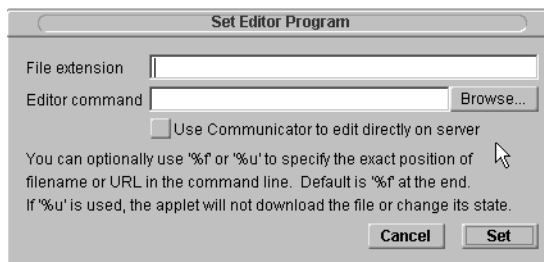 Set Editor Program
File extension
Editor command
Browse...
Use Communicator to edit directly on server
You can optionally use '%f' or '%u' to specify the exact position of
filename or URL in the command line. Default is '%f' at the end.
If '%u' is used, the applet will not download the file or change its state.
Cancel Set